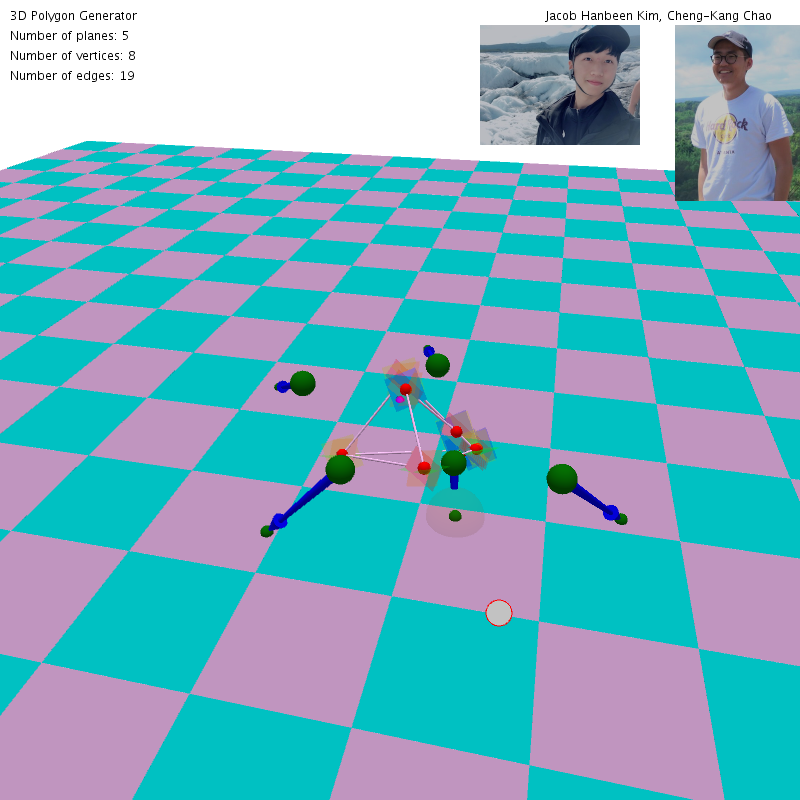 3D Polygon Generator
Jacob Hanbeen Kim, Cheng-Kang Chao
Number of planes: 5
Number of vertices: 8
Number of edges: 19